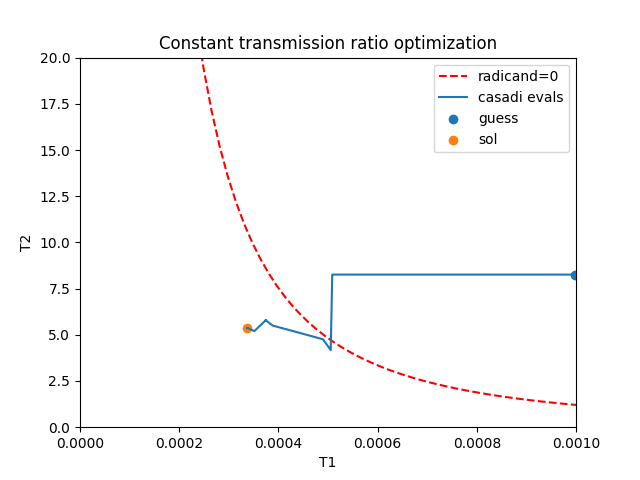 Constant transmission ratio optimization
radicand=0
casadi evals
guess
sol
T2
20.0
17.5
15.0
12.5
10.0
7.5
5.0
2.5
0.0
0.0000
0.0002
0.0004
0.0006
0.0008
0.0010
T1